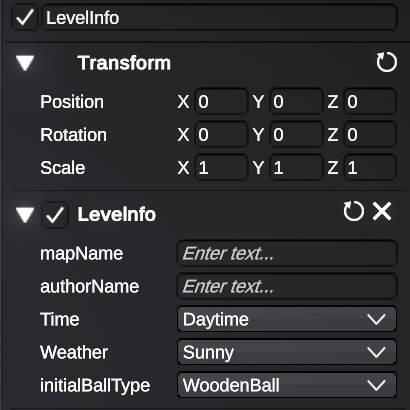 LevelInfo
Transform
Position X 0 Y 0 Z 0
Rotation X 0 Y 0 Z 0
Scale X 1 Y 1 Z 1
LevelInfo
mapName Enter text...
authorName Enter text...
Time Daytime
Weather Sunny
initialBallType WoodenBall